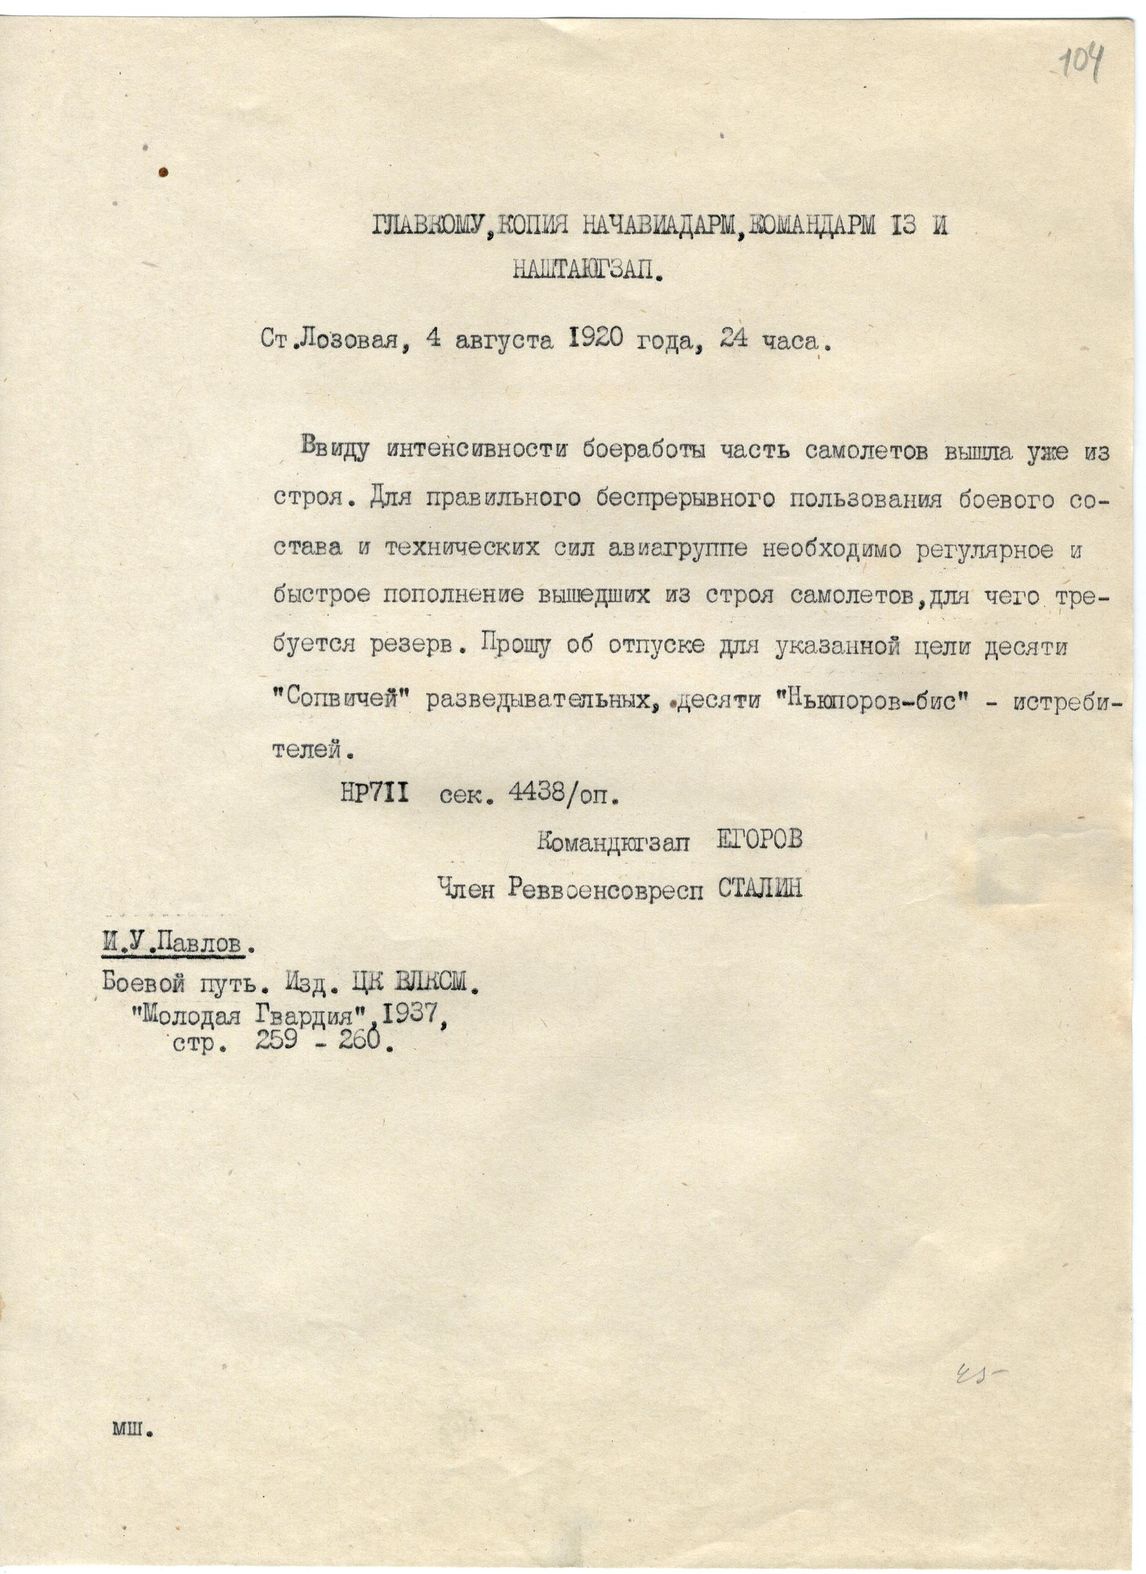 104
ГЛАВКОМУ, КОПИЯ НАЧАВИАДАРМ, КОМАНДАРМ 13 И
НАШТАЮГЗАП.
Ст.Лозовая, 4 августа 1920 года, 24 часа.
Ввиду интенсивности боеработы часть самолетов вышла уже из
строя. Для правильного беспрерывного пользования боевого со-
става и технических сил авиагруппе необходимо регулярное и
быстрое пополнение вышедших из строя самолетов, для чего тре-
буется резерв. Прошу об отпуске для указанной цели десяти
"Сопвичей" разведывательных, десяти "Ньюпоров-бис" - истреби-
телей.
НР7II сек. 4438/оп.
Командюгзап ЕГОРОВ
Член Реввоенсовресп СТАЛИН
И.У.Павлов.
Боевой путь. Изд. ЦК ВЛКСМ.
"Молодая Гвардия", 1937,
стр. 259 - 260.
мш.